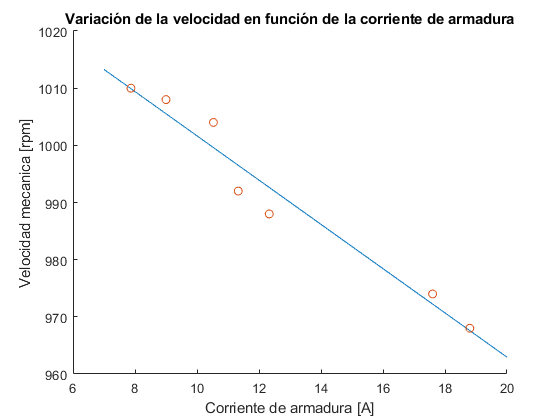 Variación de la velocidad en función de la corriente de armadura
1020
1010
1000
990
980
970
960
Velocidad mecanica [rpm]
6 8 10 12 14 16 18 20
Corriente de armadura [A]